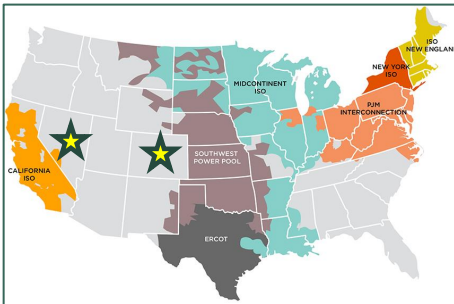 ISO
NEW ENGLAND
NEW YORK
ISO
MIDCONTINENT
ISO
PJM
INTERCONNECTION
SOUTHWEST
POWER POOL
CALIFORNIA
ISO
ERCOT